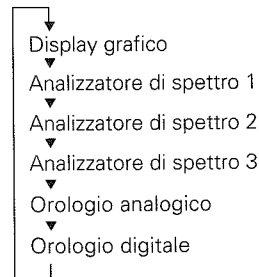 Display grafico
Analizzatore di spettro 1
Analizzatore di spettro 2
Analizzatore di spettro 3
Orologio analogico
Orologio digitale